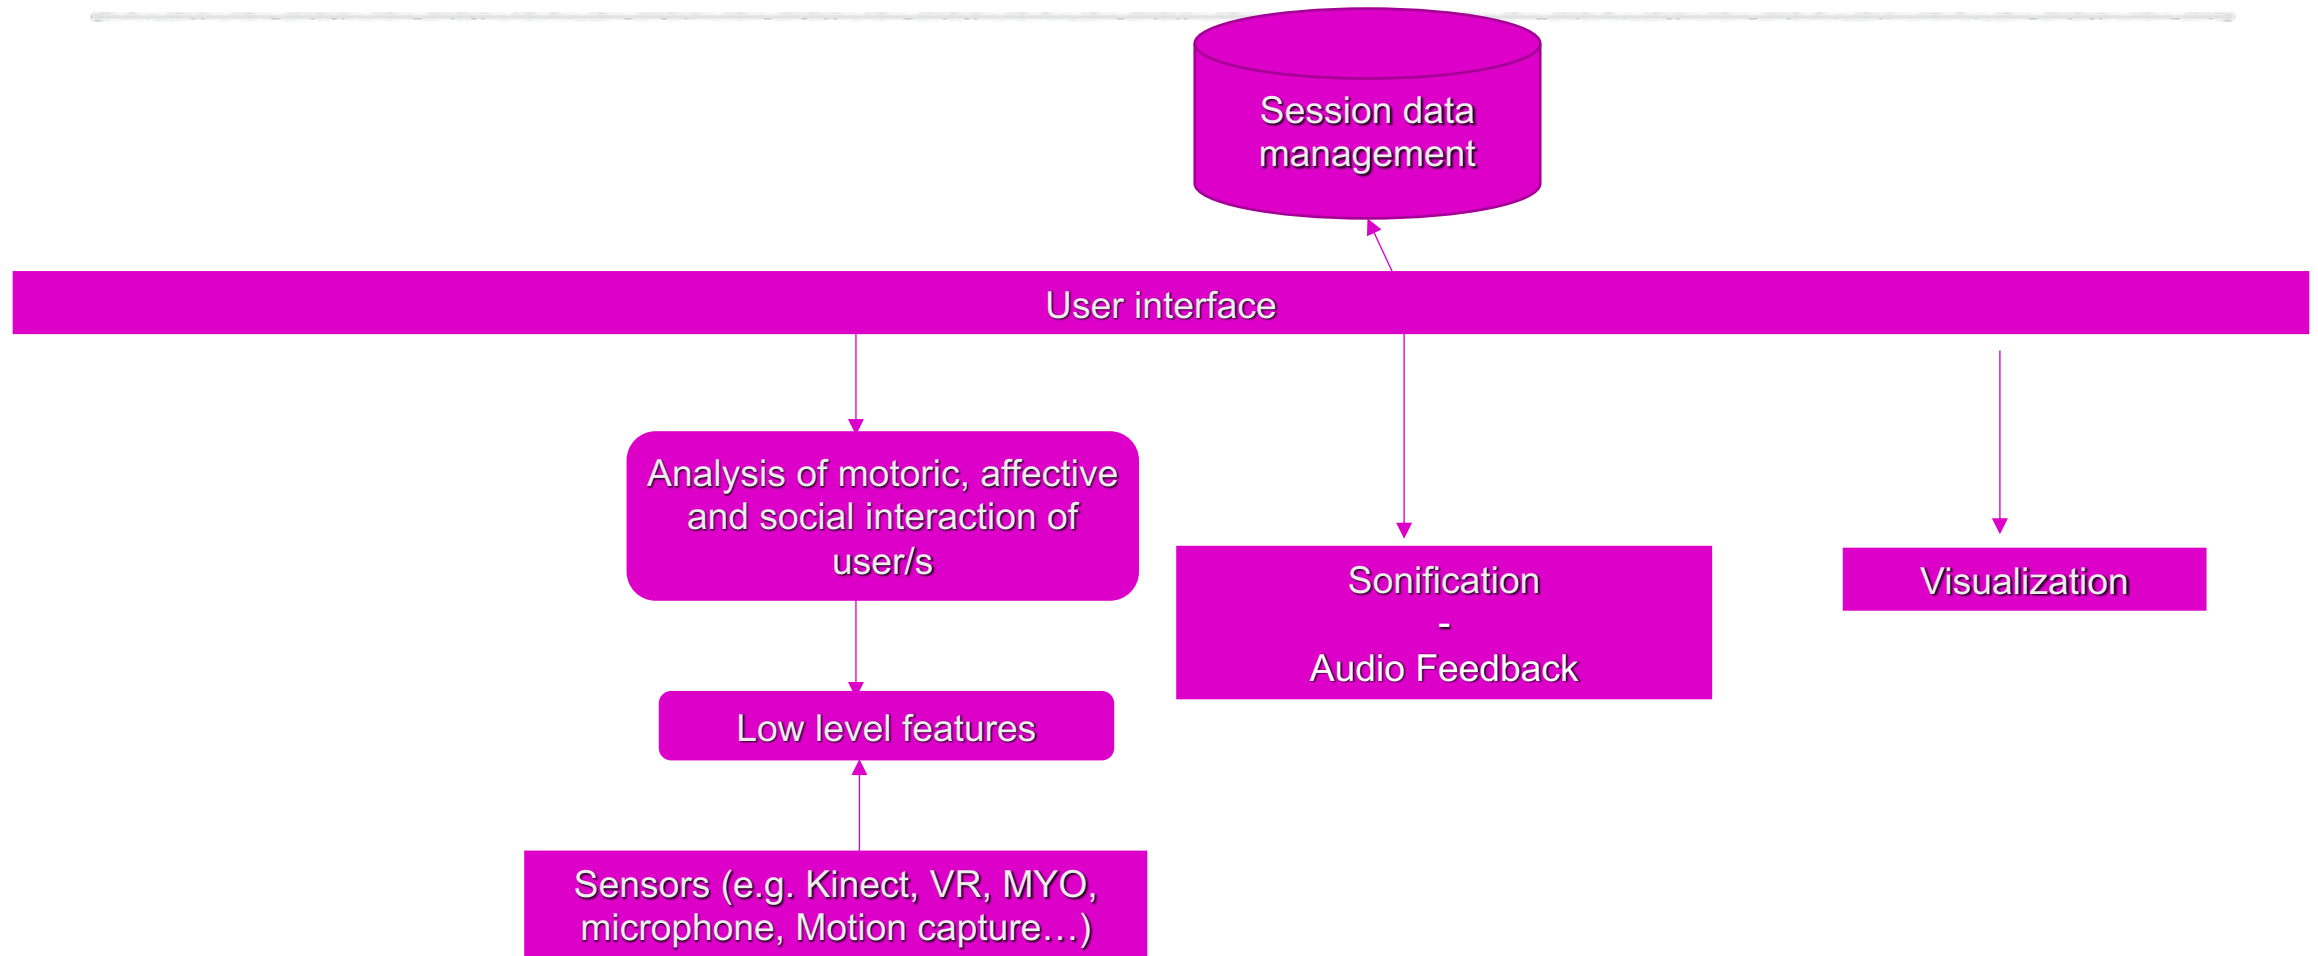 Session data
management
User interface
Analysis of motoric, affective
and social interaction of
user/s
Sonification
-
Audio Feedback
Visualization
Low level features
Sensors (e.g. Kinect, VR, MYO,
microphone, Motion capture…)